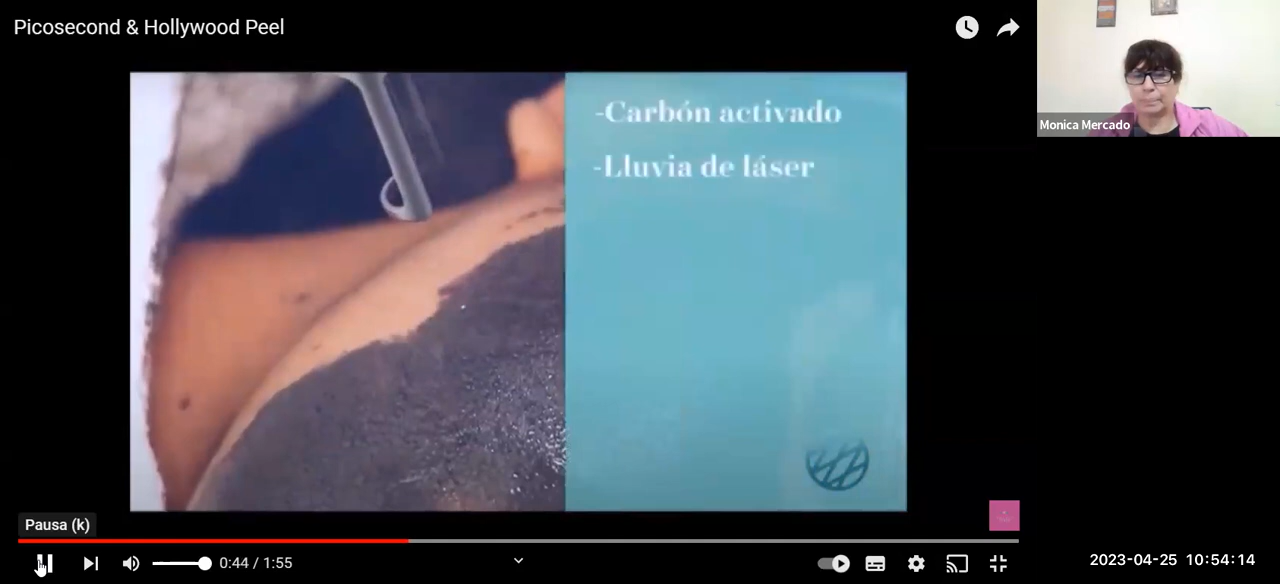 Picosecond & Hollywood Peel
Monica Mercado
-Carbón activado
-Lluvia de láser
Pausa (k)
0:44 / 1:55
2023-04-25 10:54:14